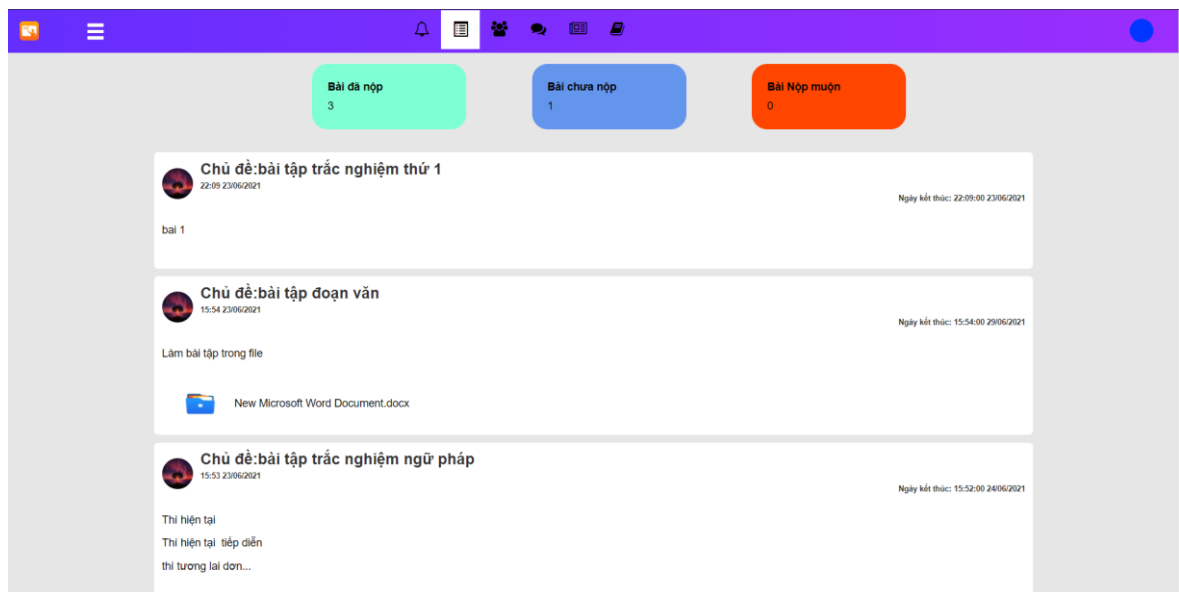 Bài đã nộp
3
Bài chưa nộp
1
Bài Nộp muộn
0
Chủ đề:bài tập trắc nghiệm thứ 1
22:09 23/06/2021
Ngày kết thúc: 22:09:00 23/06/2021
bai 1
Chủ đề:bài tập đoạn văn
15:54 23/06/2021
Ngày kết thúc: 15:54:00 29/06/2021
Làm bài tập trong file
New Microsoft Word Document.docx
Chủ đề:bài tập trắc nghiệm ngữ pháp
15:53 23/06/2021
Ngày kết thúc: 15:52:00 24/06/2021
Thì hiện tại
Thì hiện tại tiếp diễn
thì tương lai dơn...